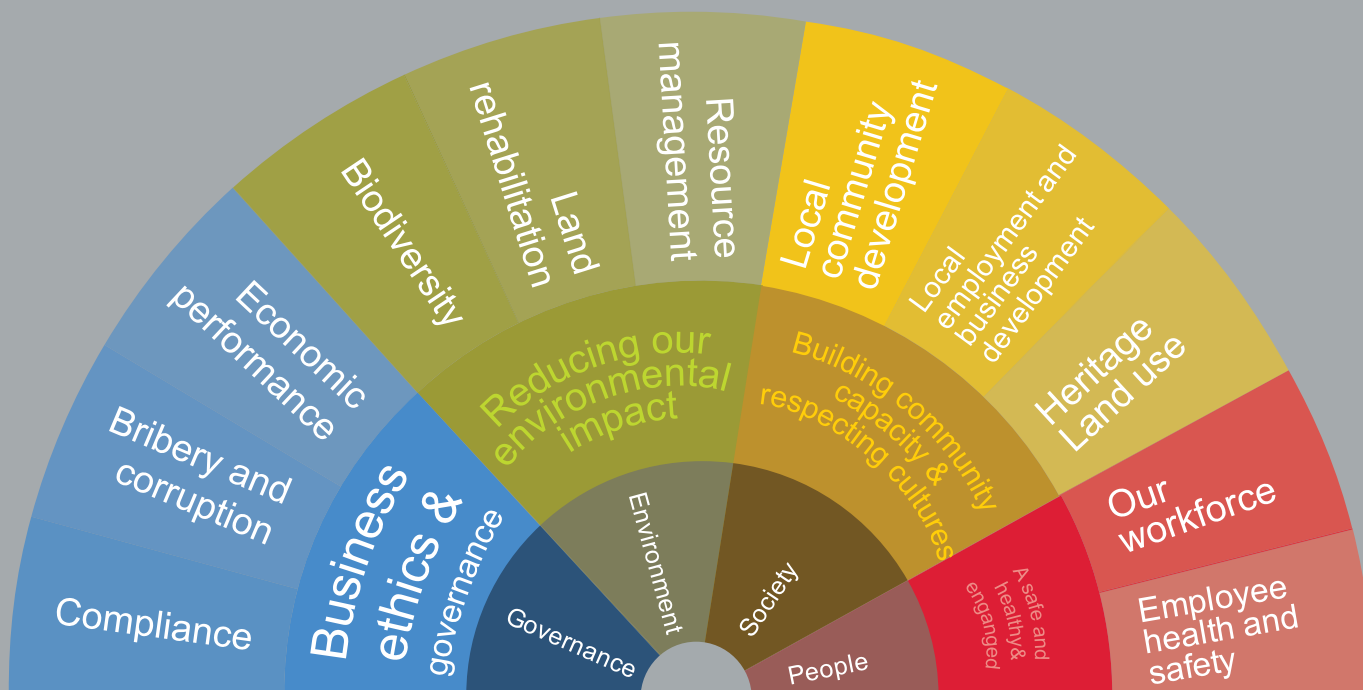 Compliance
Bribery and
corruption
Economic
performance
Biodiversity
Land
rehabilitation
Resource
management
Local
community
development
Local
employment and
business
development
Heritage
Land use
Our
workforce
Employee
health and
safety
Business
ethics &
governance
Reducing our
environmental
impact
Building community
capacity &
respecting cultures
A safe and
healthy&
enganged
Governance
Environment
Society
People